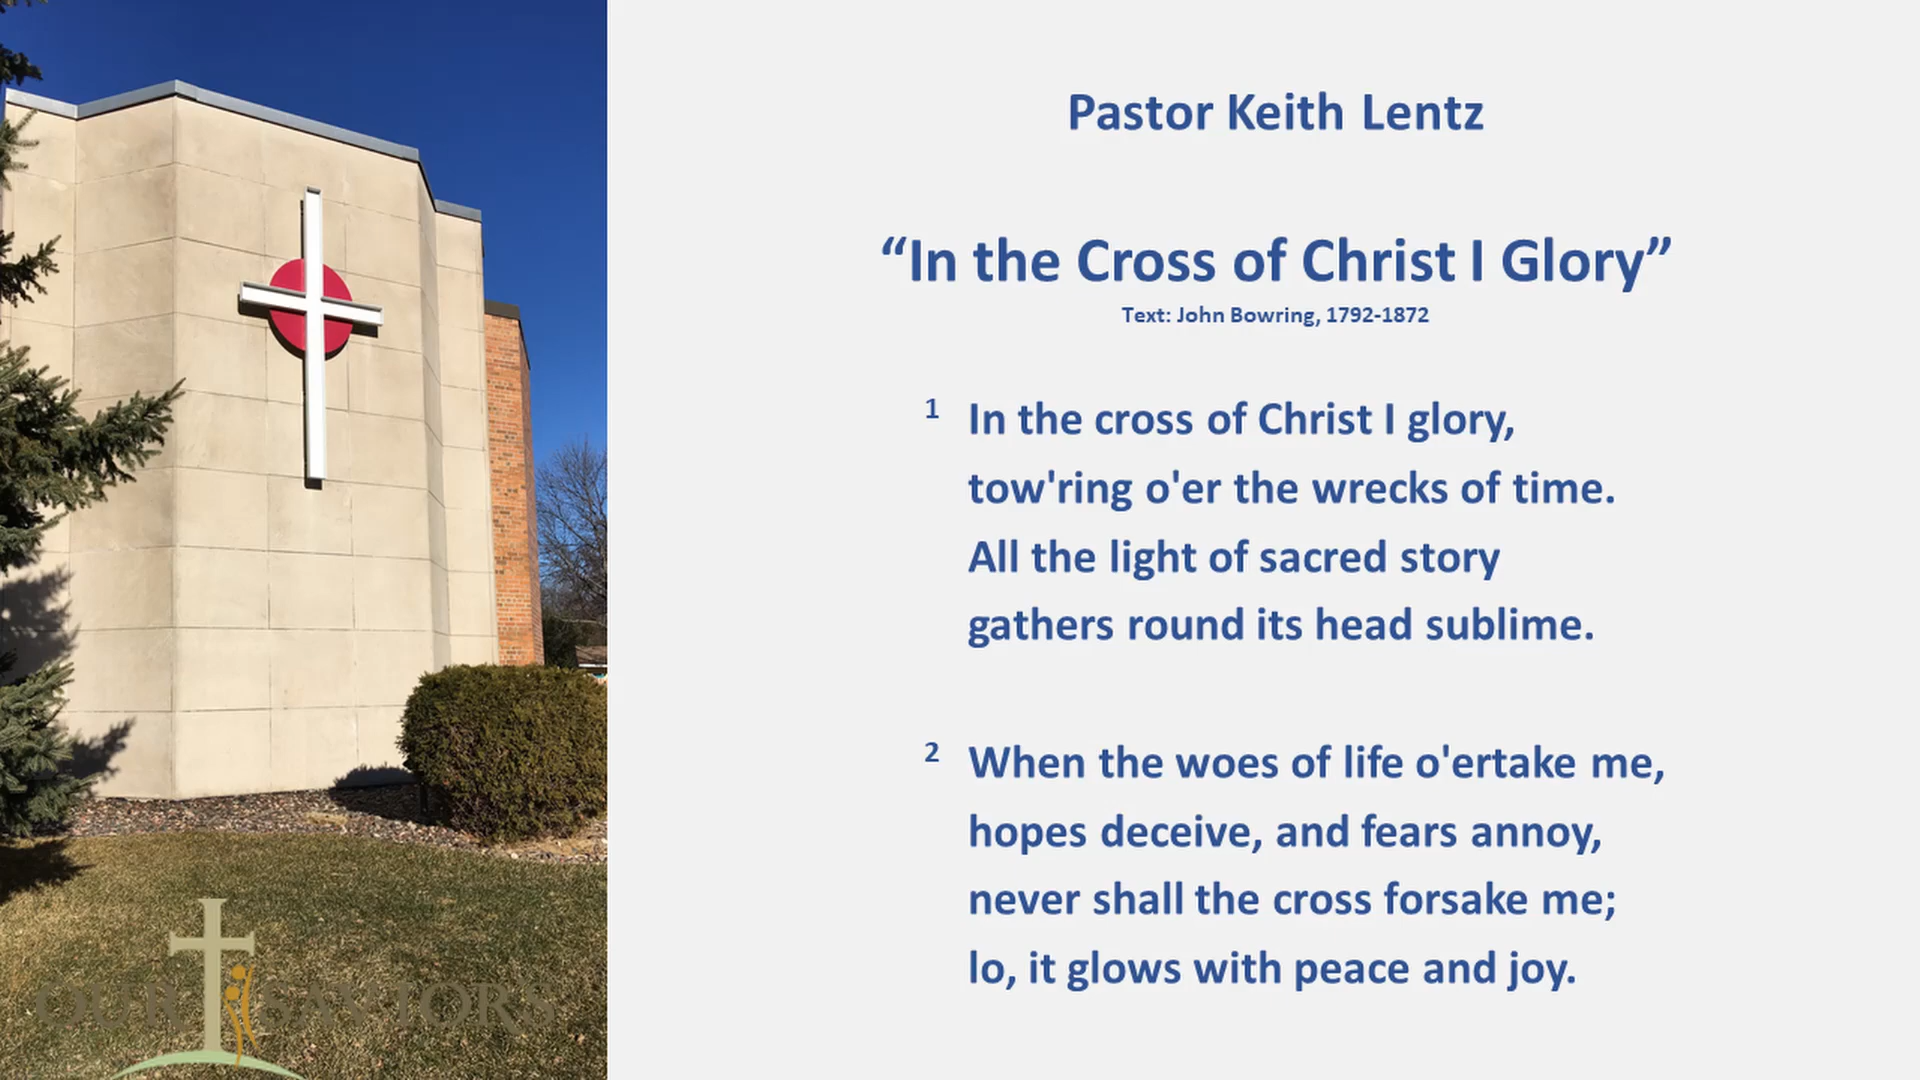 Pastor Keith Lentz
“In the Cross of Christ I Glory”
Text: John Bowring, 1792-1872
1 In the cross of Christ I glory,
tow'ring o'er the wrecks of time.
All the light of sacred story
gathers round its head sublime.
2 When the woes of life o'ertake me,
hopes deceive, and fears annoy,
never shall the cross forsake me;
lo, it glows with peace and joy.
OUR SAVIOR'S